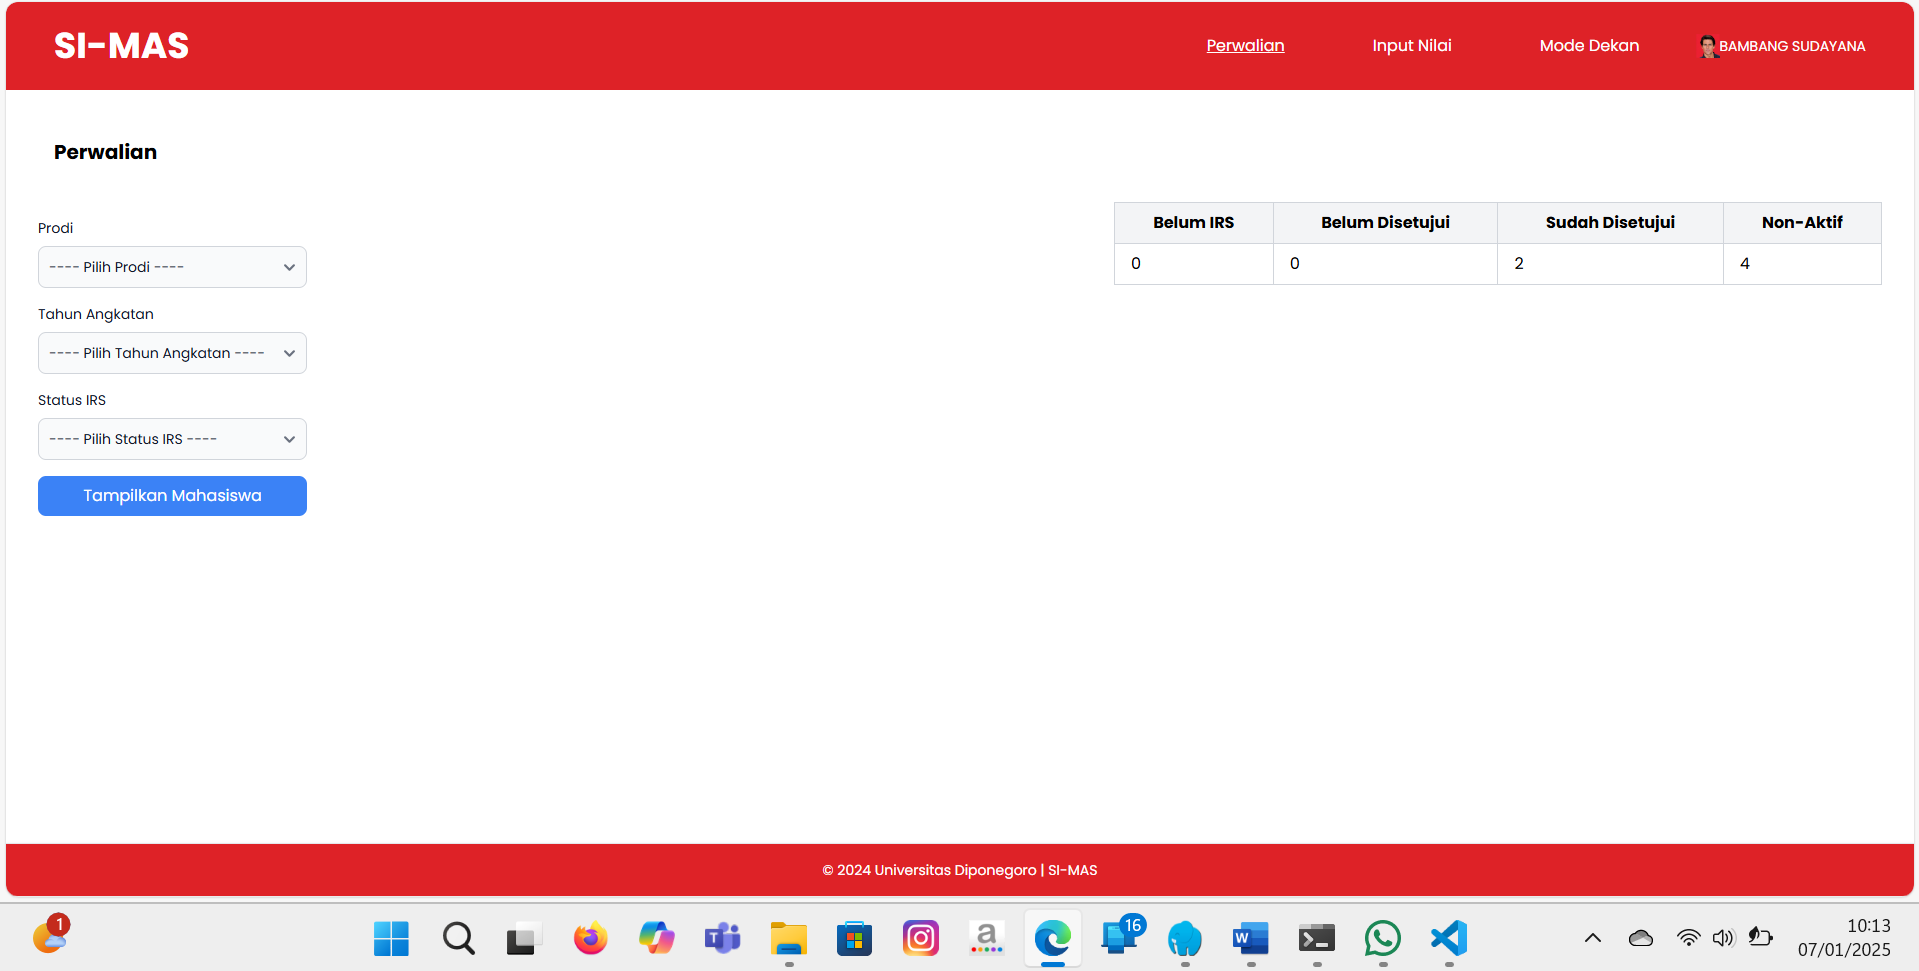 SI-MAS
Perwalian
Input Nilai
Mode Dekan
BAMBANG SUDAYANA
Perwalian
Prodi
---- Pilih Prodi ----
Tahun Angkatan
---- Pilih Tahun Angkatan ----
Status IRS
---- Pilih Status IRS ----
Tampilkan Mahasiswa
Belum IRS Belum Disetujui Sudah Disetujui Non-Aktif
0 0 2 4
© 2024 Universitas Diponegoro | SI-MAS
1
T
a
16
W
10:13
07/01/2025